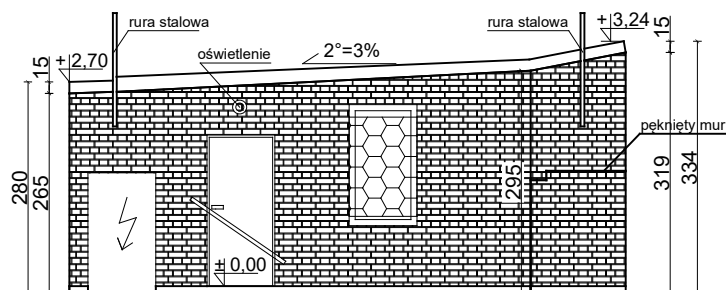 rura stalowa
rura stalowa
+3,24
15
oświetlenie
2°=3%
+2,70
15
pęknięty mur
280
265
295
319
334
± 0,00